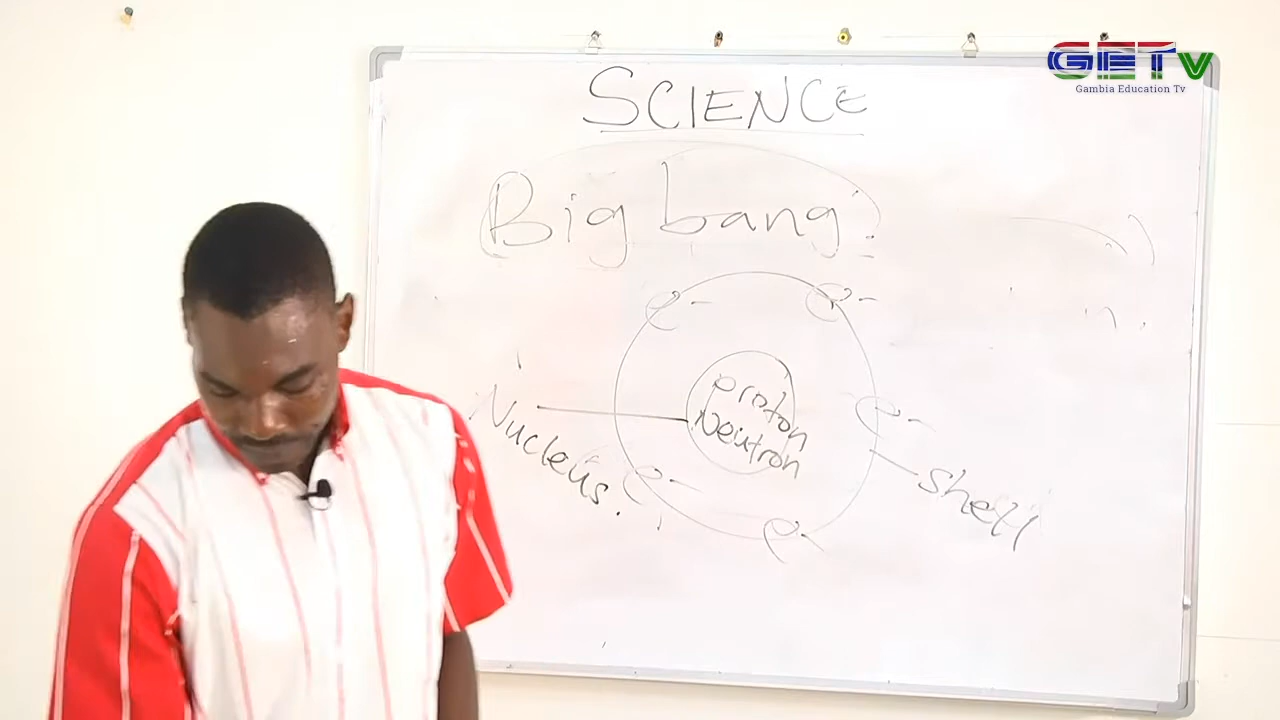 GETv
Gambia Education Tv
SCIENCE
Big bang?
e-
e-
proton
Neutron
e-
Nucleus.
shell
e-
e-